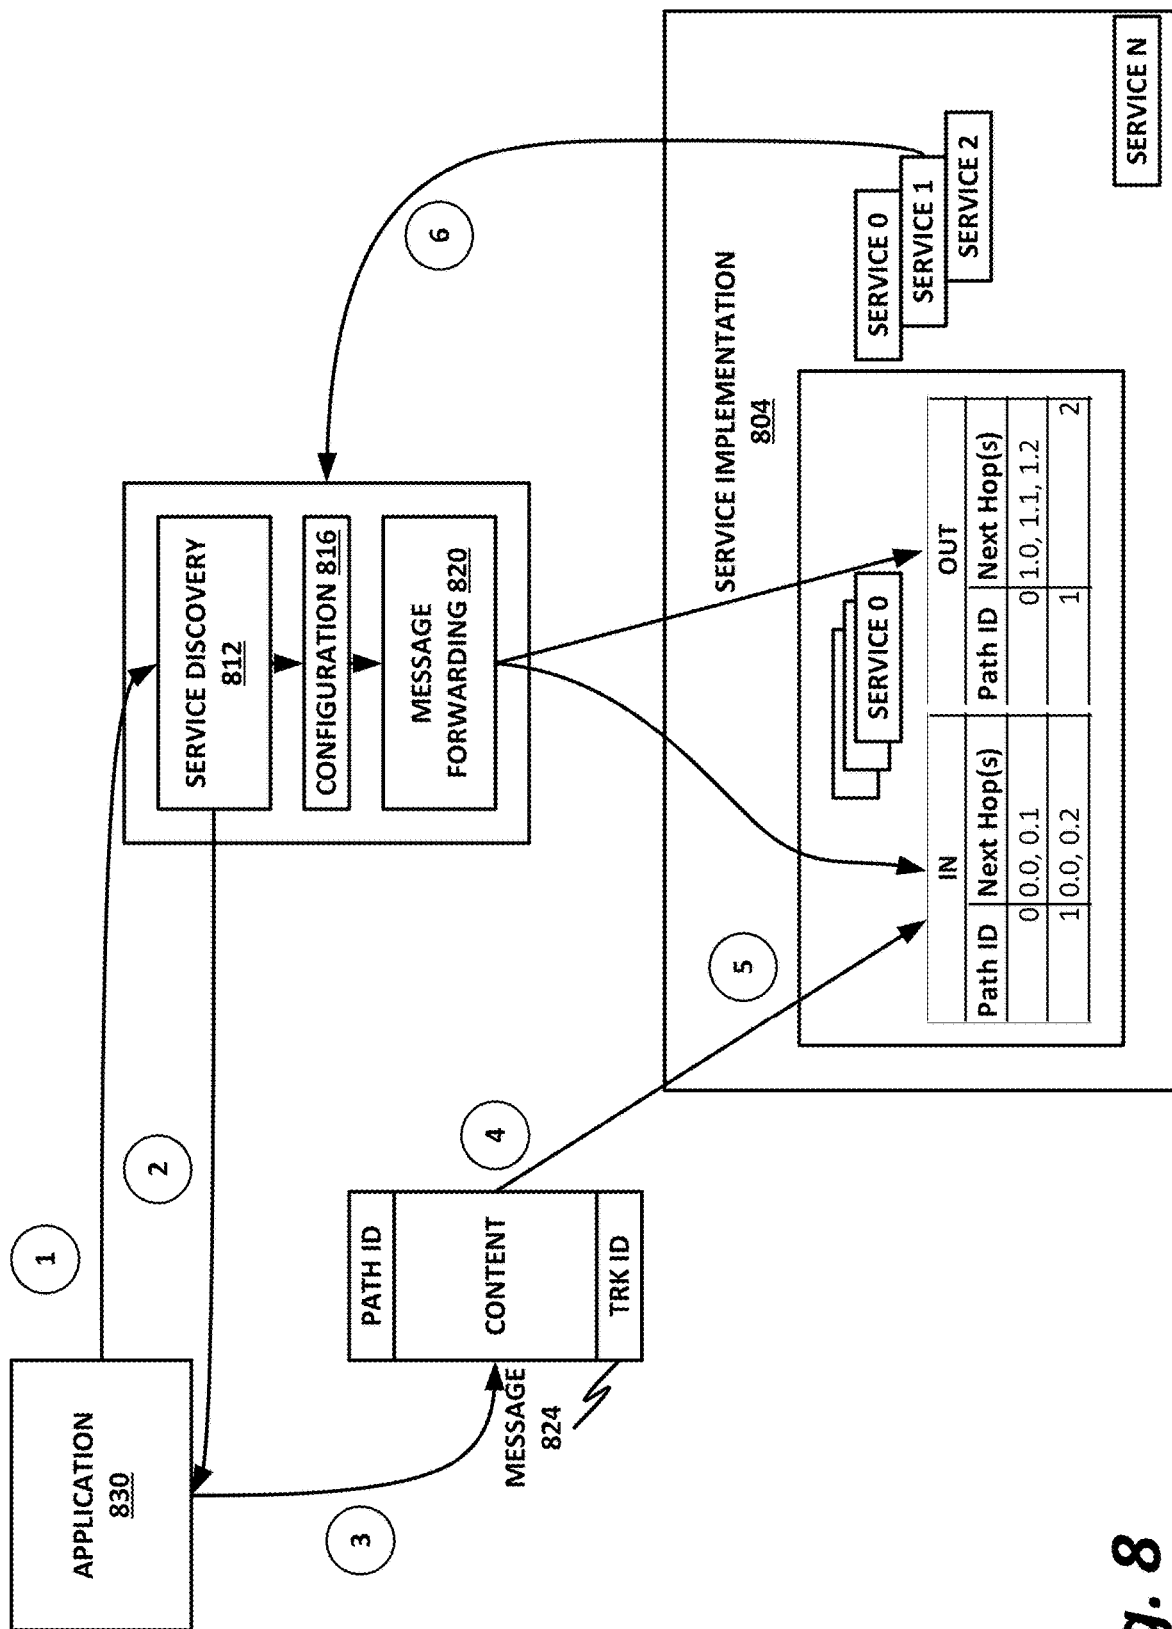 1
APPLICATION
830
2
3
SERVICE DISCOVERY
812
CONFIGURATION 816
MESSAGE
FORWARDING 820
6
PATH ID
CONTENT
TRK ID
MESSAGE
824
4
5
SERVICE IMPLEMENTATION
804
SERVICE 0
SERVICE 1
SERVICE 2
SERVICE N
SERVICE 0
IN OUT
Path ID Next Hop(s) Path ID Next Hop(s)
0 0.0, 0.1 0 1.0, 1.1, 1.2
1 0.0, 0.2 1 2
g. 8